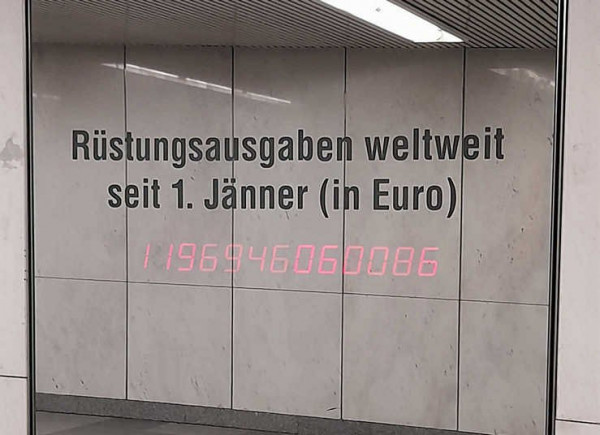 Rüstungsausgaben weltweit
seit 1. Jänner (in Euro)
1196946060086